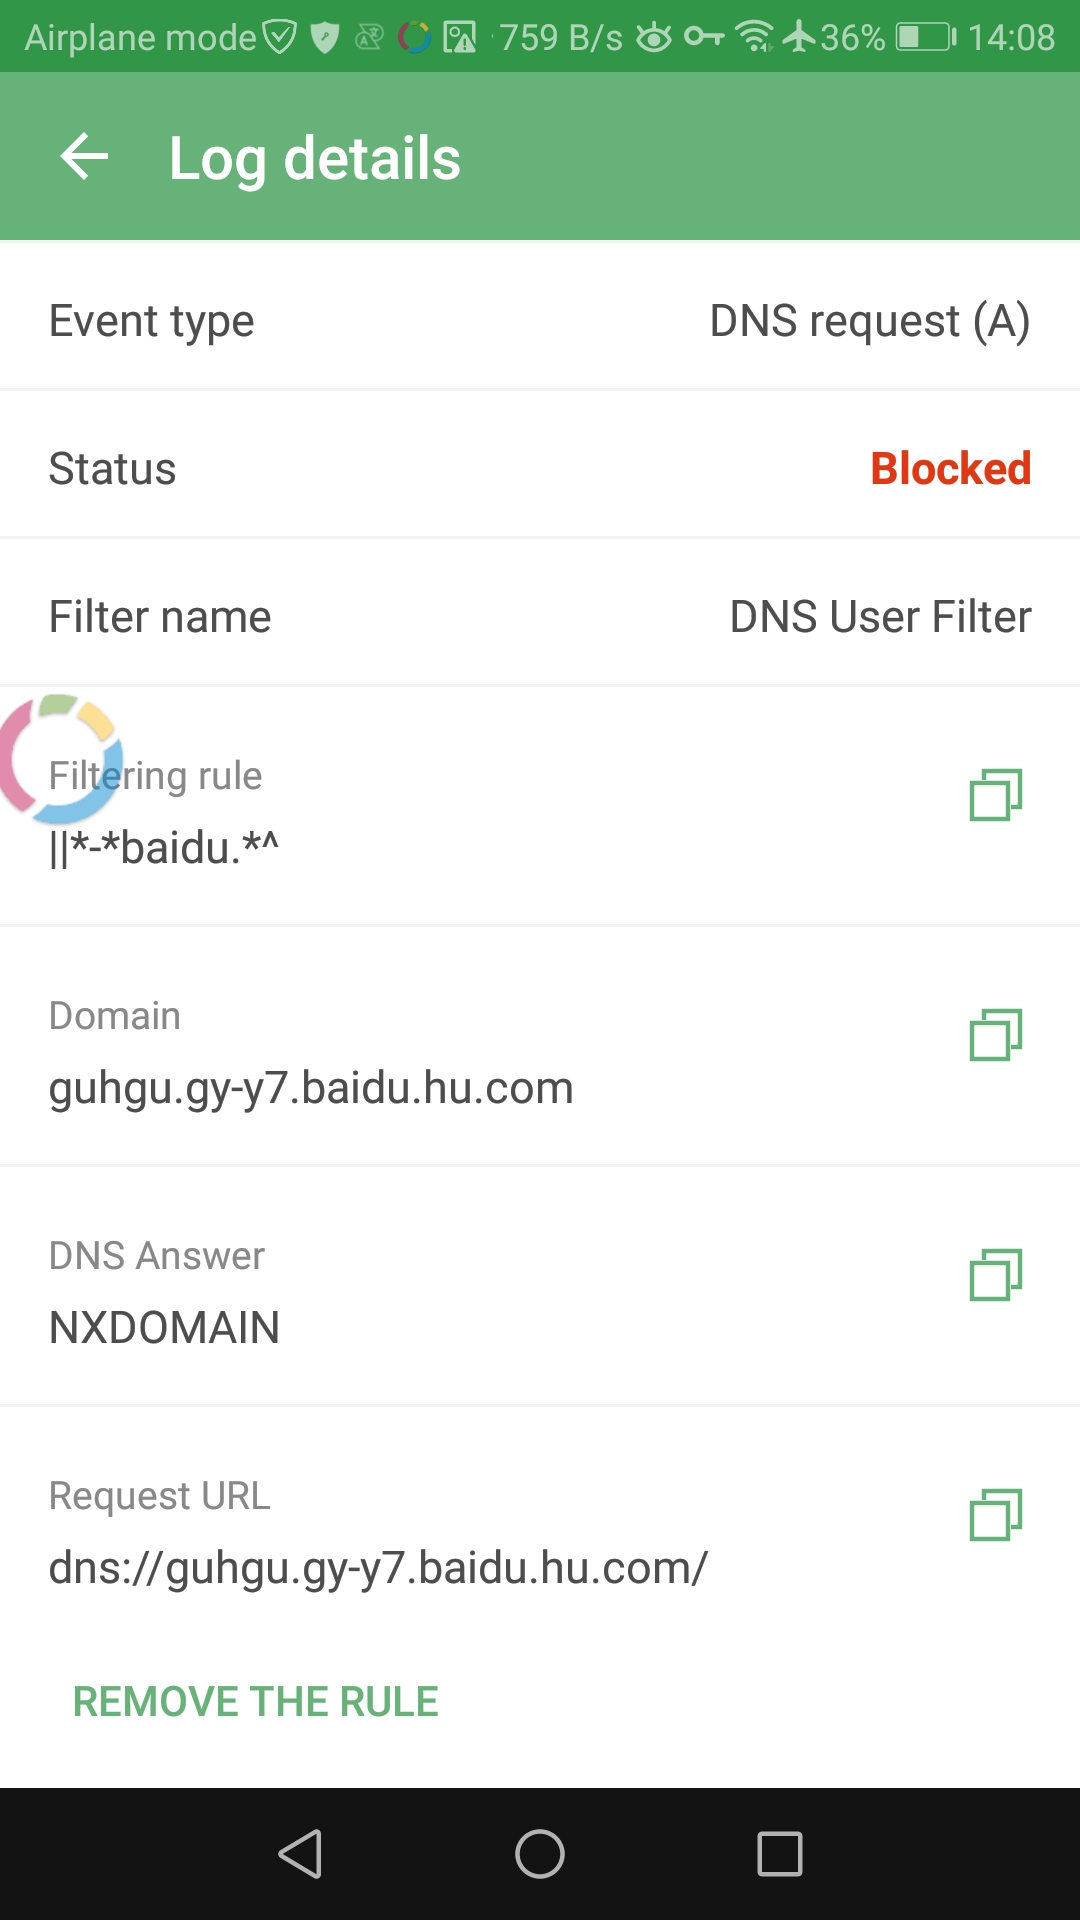 Airplane mode 759 B/s 36% 14:08
Log details
Event type DNS request (A)
Status Blocked
Filter name DNS User Filter
Filtering rule
||*-*baidu.*^
Domain
guhgu.gy-y7.baidu.hu.com
DNS Answer
NXDOMAIN
Request URL
dns://guhgu.gy-y7.baidu.hu.com/
REMOVE THE RULE